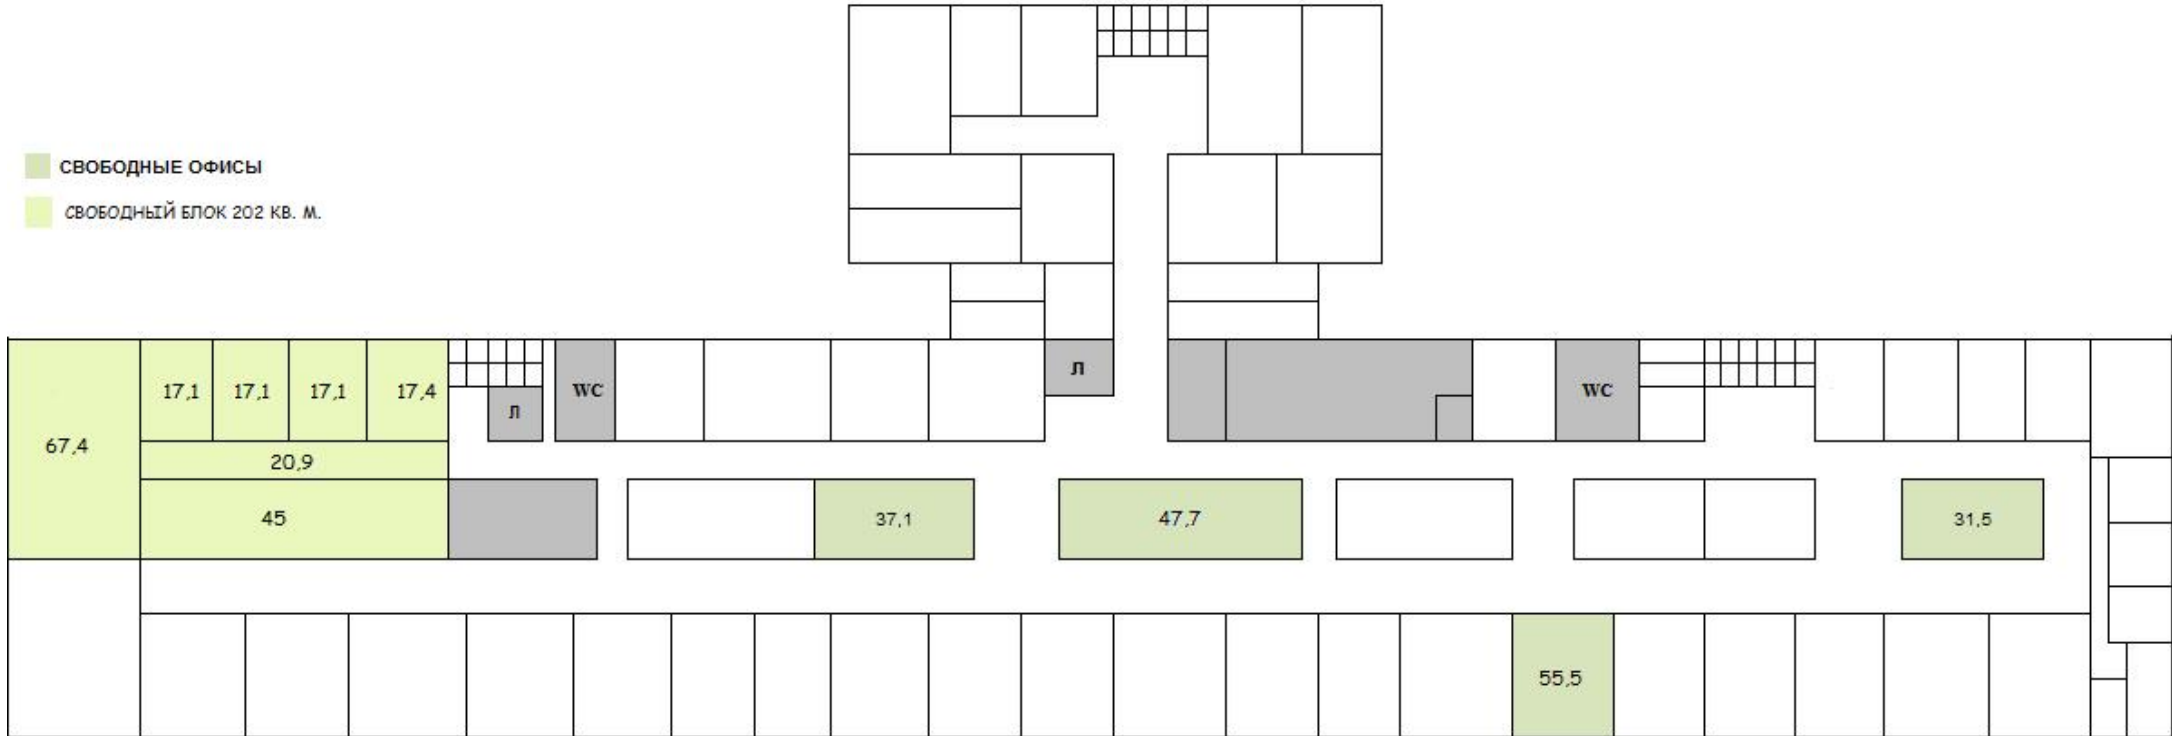 СВОБОДНЫЕ ОФИСЫ
СВОБОДНЫЙ БЛОК 202 КВ. М.
Л
17,1 17,1 17,1 17,4 WC WC
Л
67,4
20,9
45 37,1 47,7 31,5
55,5